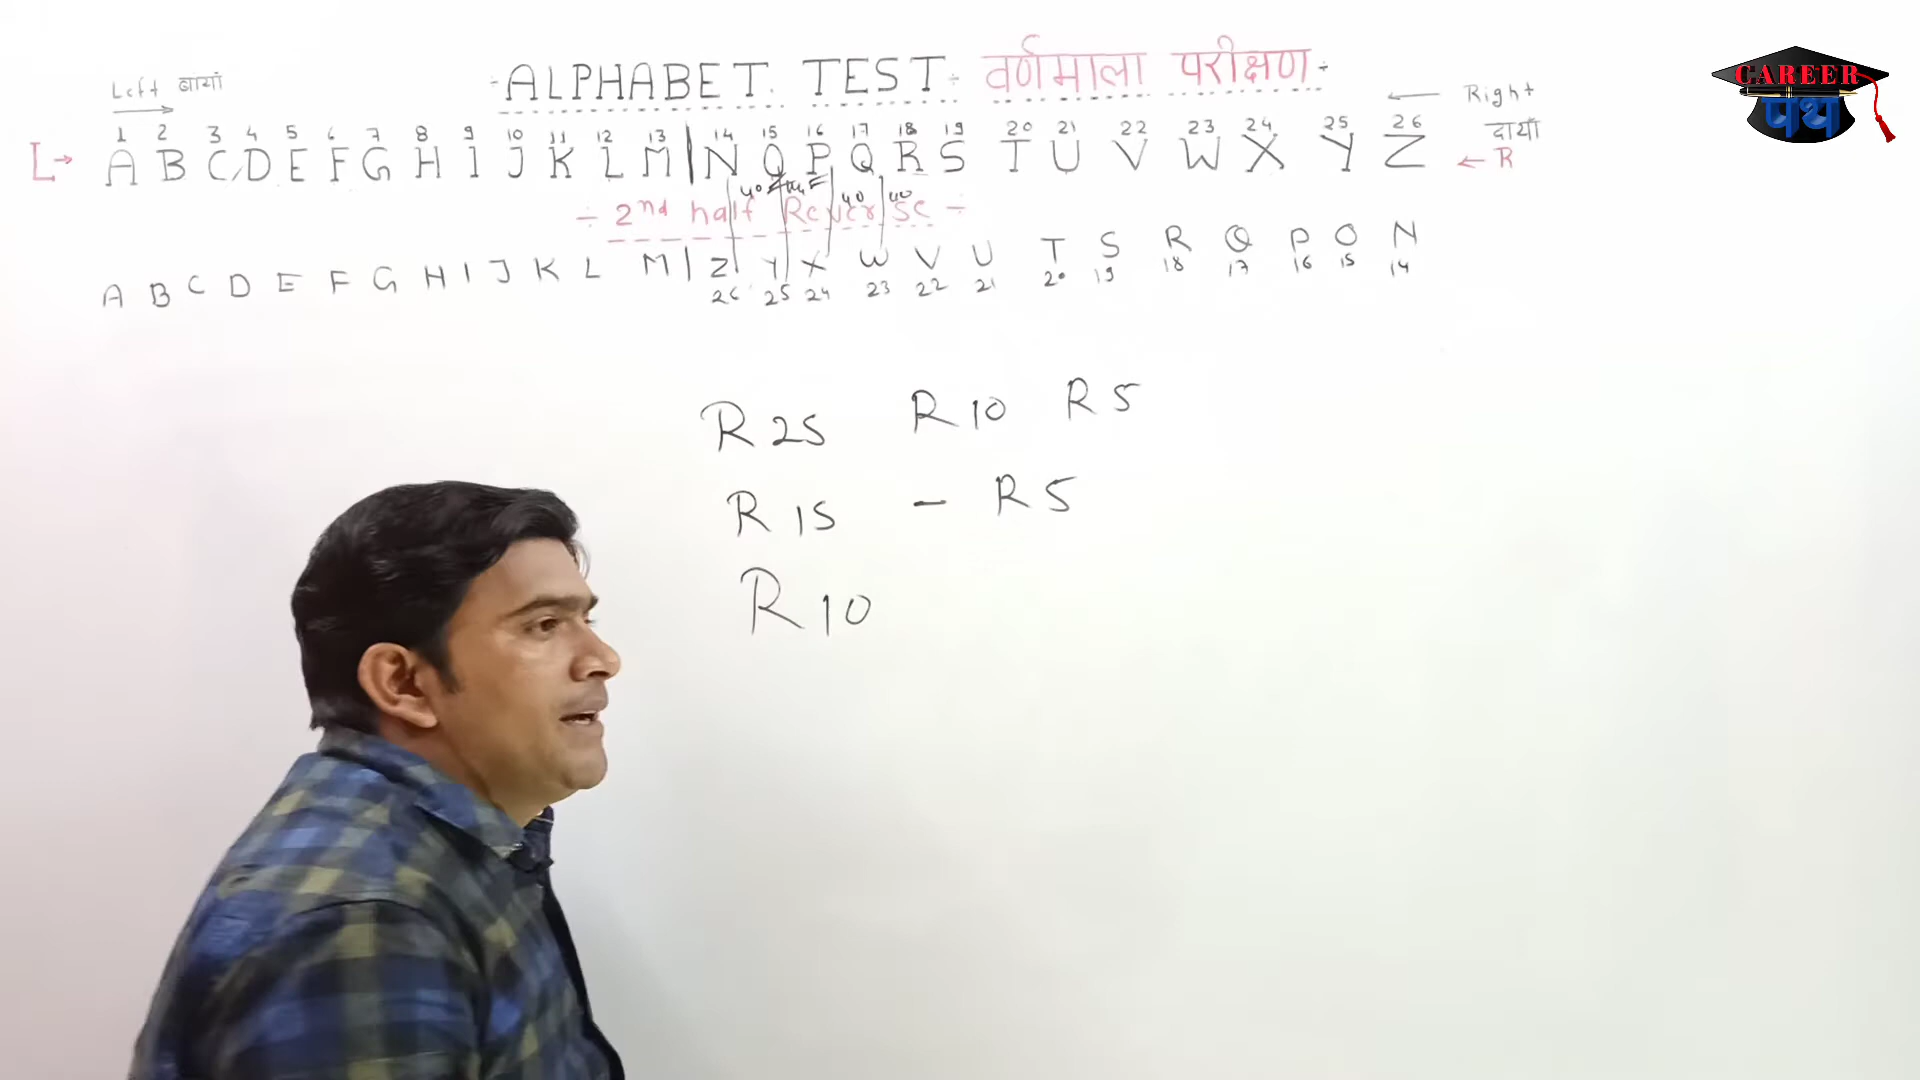 ÷ ALPHABET TEST ÷ वर्णमाला परीक्षण ÷
Left बायां
Right
दायां
CAREER
पथ
1 2 3 4 5 6 7 8 9 10 11 12 13 14 15 16 17 18 19 20 21 22 23 24 25 26
L→ A B C D E F G H I J K L M | N O P Q R S T U V W X Y Z ← R
40 40 40
÷ 2nd half Reverse ÷
A B C D E F G H I J K L M | Z Y X W V U T S R Q P O N
26 25 24 23 22 21 20 19 18 17 16 15 14
R 25 R 10 R 5
R 15 - R 5
R 10